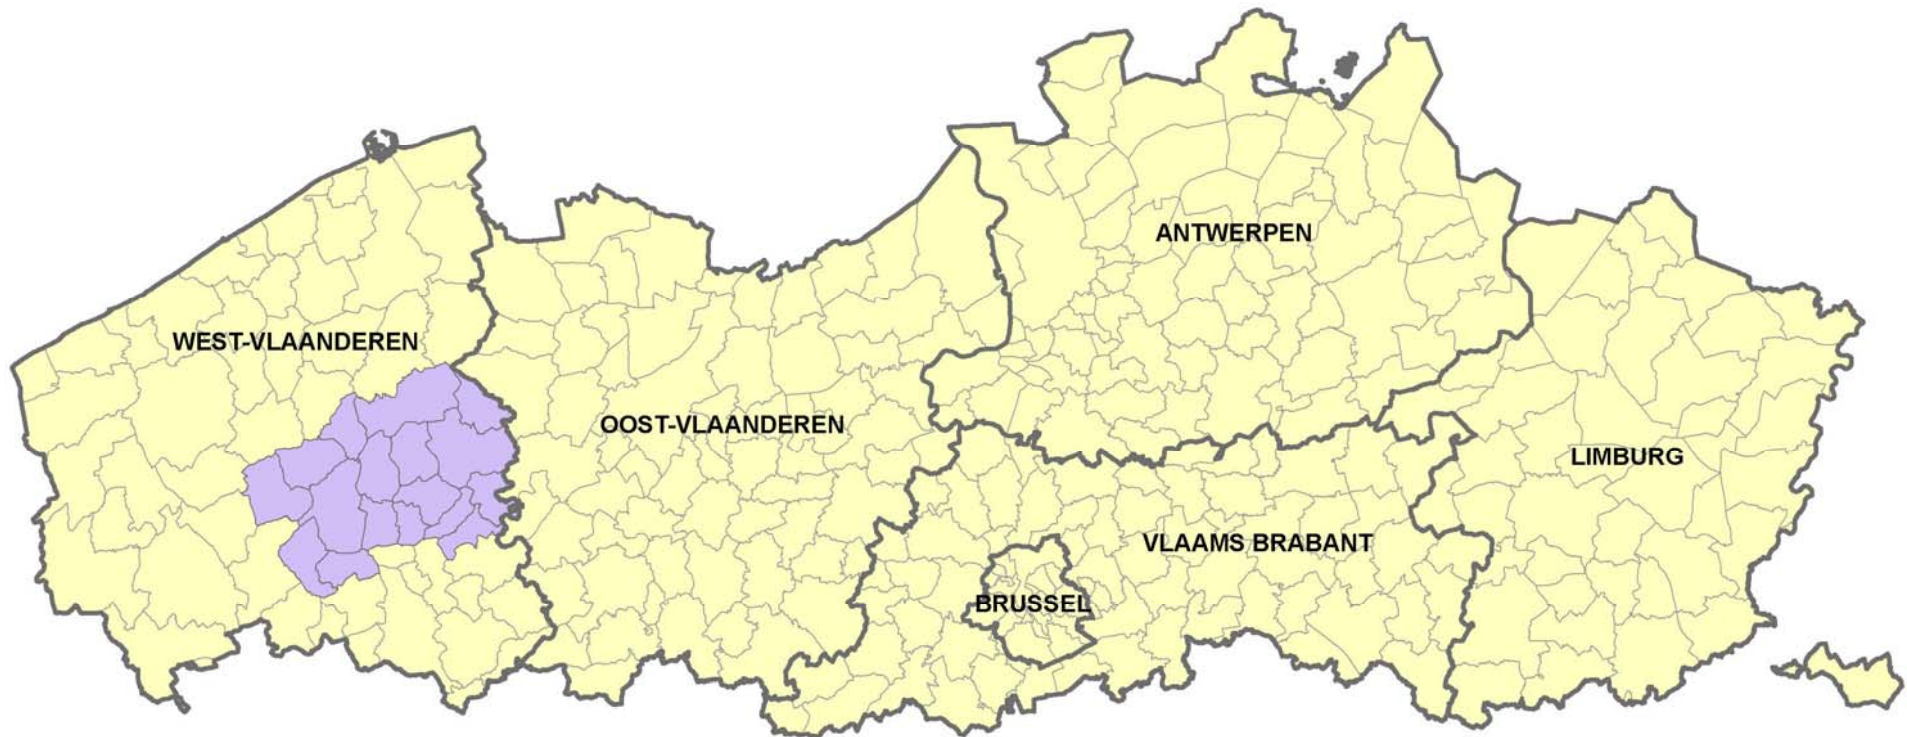 ANTWERPEN
WEST-VLAANDEREN
OOST-VLAANDEREN
LIMBURG
VLAAMS BRABANT
BRUSSEL